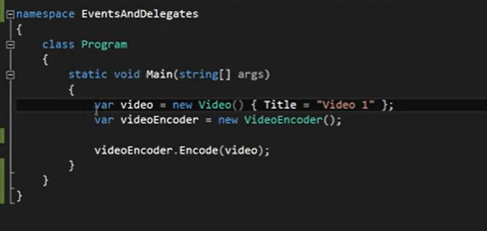 namespace EventsAndDelegates
{
class Program
{
static void Main(string[] args)
{
var video = new Video() { Title = "Video 1" };
var videoEncoder = new VideoEncoder();
videoEncoder.Encode(video);
}
}
}